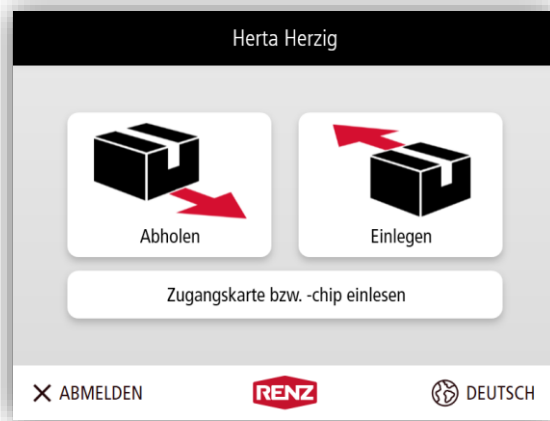 Herta Herzig
Abholen
Einlegen
Zugangskarte bzw. -chip einlesen
ABMELDEN
RENZ
DEUTSCH